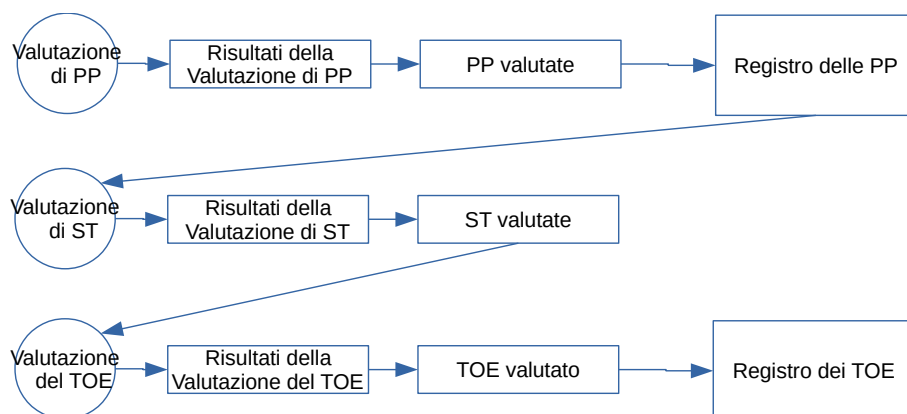 Valutazione
di PP
Risultati della
Valutazione di PP
PP valutate
Registro delle PP
Valutazione
di ST
Risultati della
Valutazione di ST
ST valutate
Valutazione
del TOE
Risultati della
Valutazione del TOE
TOE valutato
Registro dei TOE